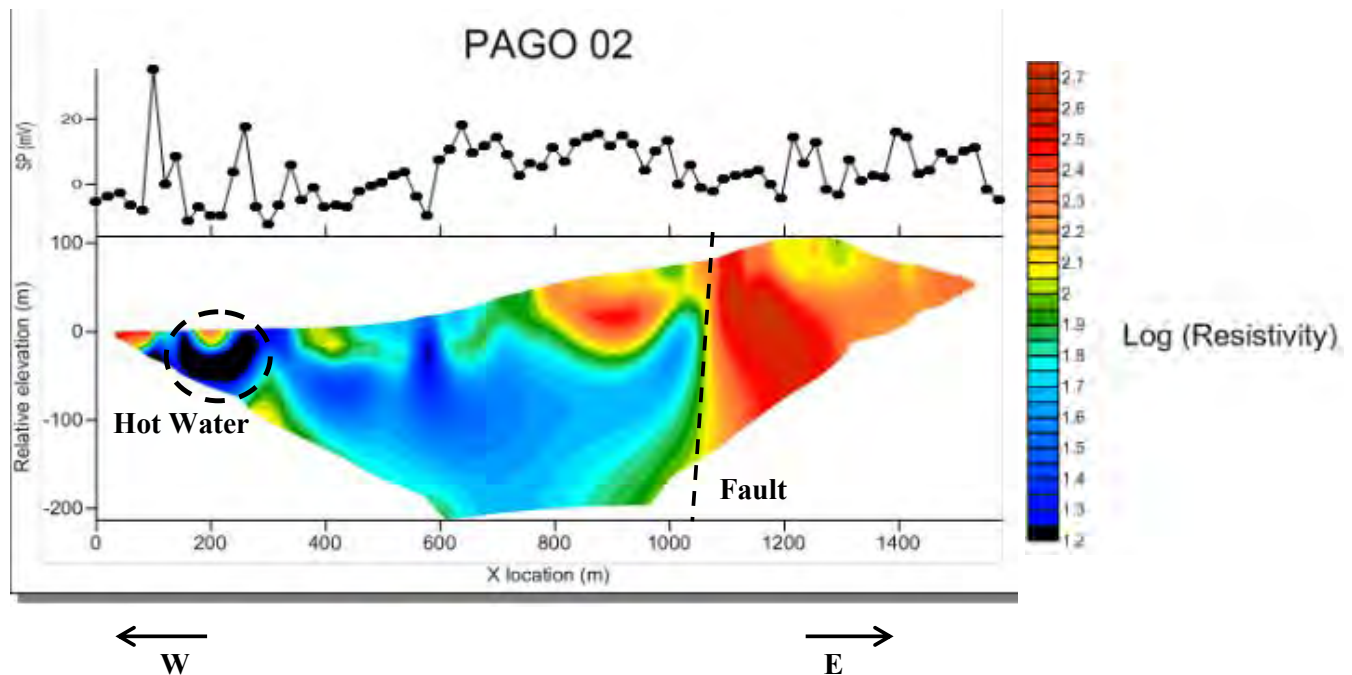 PAGO 02
SP (mV)
20
0
Relative elevation (m)
100
0
-100
-200
Hot Water
Fault
0 200 400 600 800 1000 1200 1400
X location (m)
2.7
2.6
2.5
2.4
2.3
2.2
2.1
2
1.9
1.8
1.7
1.6
1.5
1.4
1.3
1.2
Log (Resistivity)
W E